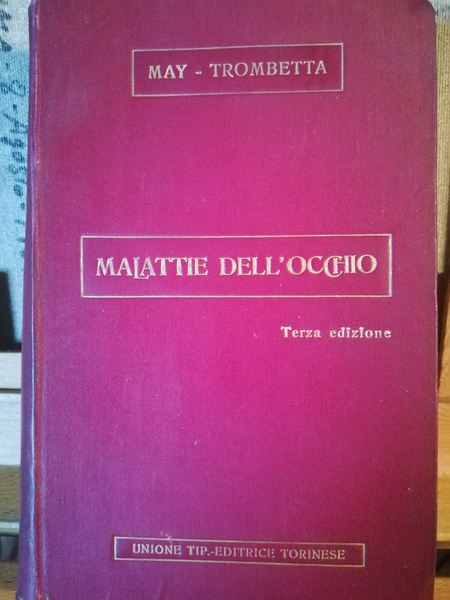 MAY - TROMBETTA
MALATTIE DELL'OCCHIO
Terza edizione
UNIONE TIP.-EDITRICE TORINESE